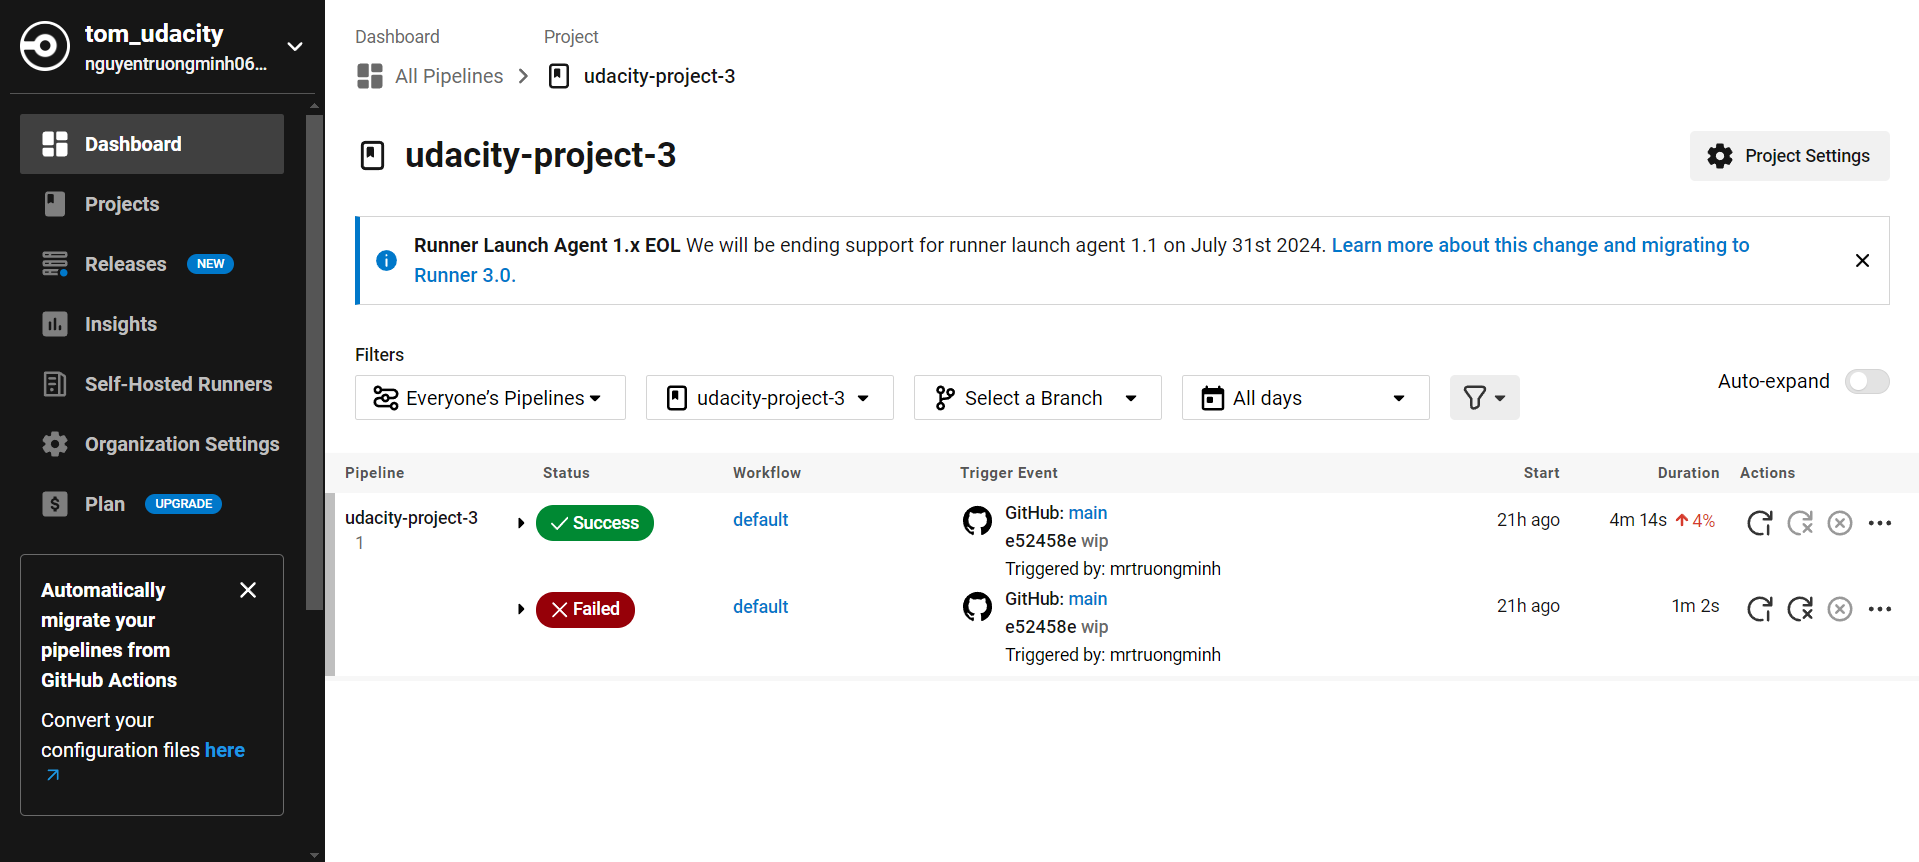 tom_udacity
nguyentruongminh06...
Dashboard
Projects
Releases NEW
Insights
Self-Hosted Runners
Organization Settings
Plan UPGRADE
Automatically
migrate your
pipelines from
GitHub Actions
Convert your
configuration files here
Dashboard Project
All Pipelines udacity-project-3
udacity-project-3
Project Settings
Runner Launch Agent 1.x EOL We will be ending support for runner launch agent 1.1 on July 31st 2024. Learn more about this change and migrating to
Runner 3.0.
Filters
Everyone’s Pipelines udacity-project-3 Select a Branch All days
Auto-expand
Pipeline Status Workflow Trigger Event Start Duration Actions
udacity-project-3
1
Success default GitHub: main 21h ago 4m 14s 4%
e52458e wip
Triggered by: mrtruongminh
Failed default GitHub: main 21h ago 1m 2s
e52458e wip
Triggered by: mrtruongminh